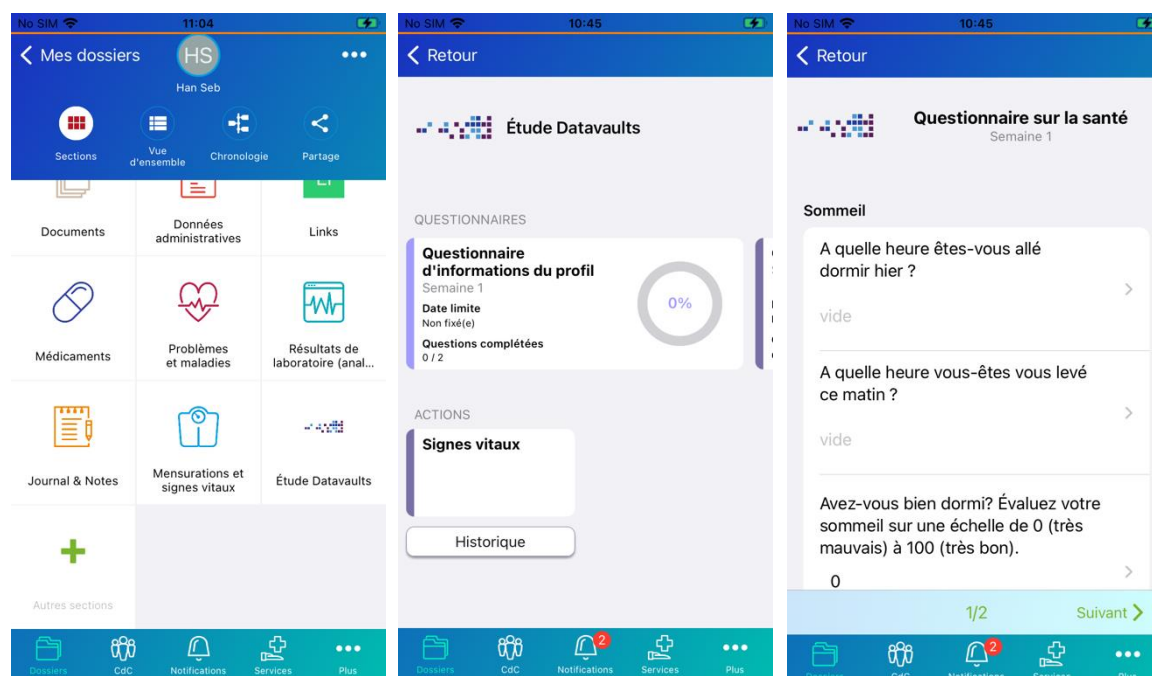 No SIM 11:04
Mes dossiers
HS
Han Seb
Sections
Vue
d'ensemble
Chronologie
Partage
Documents
Données
administratives
Links
Médicaments
Problèmes
et maladies
Résultats de
laboratoire (anal...
Journal & Notes
Mensurations et
signes vitaux
Étude Datavaults
Autres sections
Dossiers
CdC
Notifications
Services
Plus
No SIM 10:45
Retour
Étude Datavaults
QUESTIONNAIRES
Questionnaire
d'informations du profil
Semaine 1
Date limite
Non fixé(e)
Questions complétées
0 / 2
0%
ACTIONS
Signes vitaux
Historique
Dossiers
CdC
2
Notifications
Services
Plus
No SIM 10:45
Retour
Questionnaire sur la santé
Semaine 1
Sommeil
A quelle heure êtes-vous allé
dormir hier ?
vide
A quelle heure vous-êtes vous levé
ce matin ?
vide
Avez-vous bien dormi? Évaluez votre
sommeil sur une échelle de 0 (très
mauvais) à 100 (très bon).
0
1/2
Suivant
2